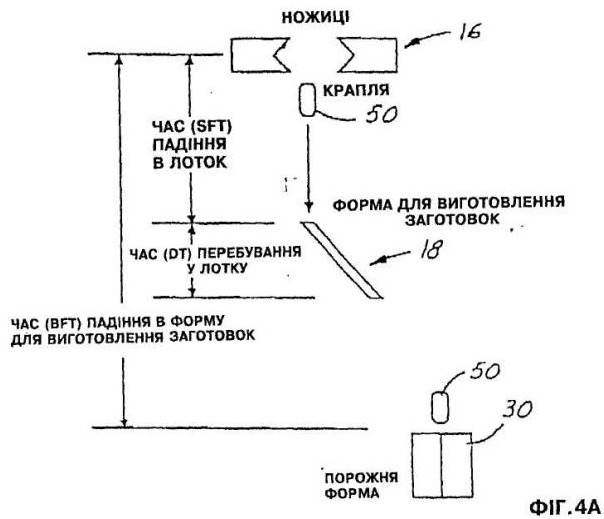 НОЖИЦІ
16
КРАПЛЯ
50
ЧАС (SFT)
ПАДІННЯ
В ЛОТОК
ФОРМА ДЛЯ ВИГОТОВЛЕННЯ
ЗАГОТОВОК
18
ЧАС (DT) ПЕРЕБУВАННЯ
У ЛОТКУ
ЧАС (BFT) ПАДІННЯ В ФОРМУ
ДЛЯ ВИГОТОВЛЕННЯ ЗАГОТОВОК
50
30
ПОРОЖНЯ
ФОРМА
ФІГ.4А